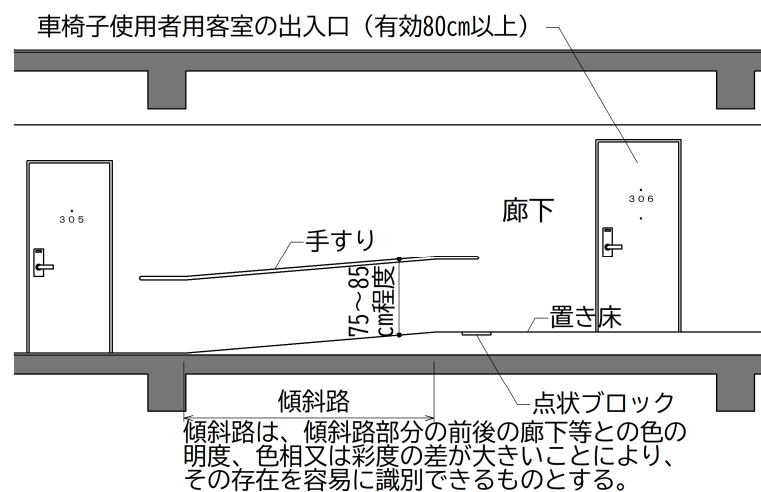 車椅子使用者用客室の出入口（有効80cm以上）
305
306
廊下
手すり
75～85
cm程度
置き床
傾斜路
点状ブロック
傾斜路は、傾斜路部分の前後の廊下等との色の
明度、色相又は彩度の差が大きいことにより、
その存在を容易に識別できるものとする。